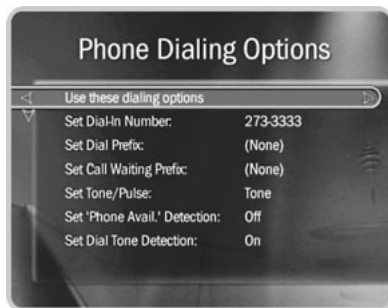 Phone Dialing Options
Use these dialing options
Set Dial-In Number: 273-3333
Set Dial Prefix: (None)
Set Call Waiting Prefix: (None)
Set Tone/Pulse: Tone
Set 'Phone Avail.' Detection: Off
Set Dial Tone Detection: On